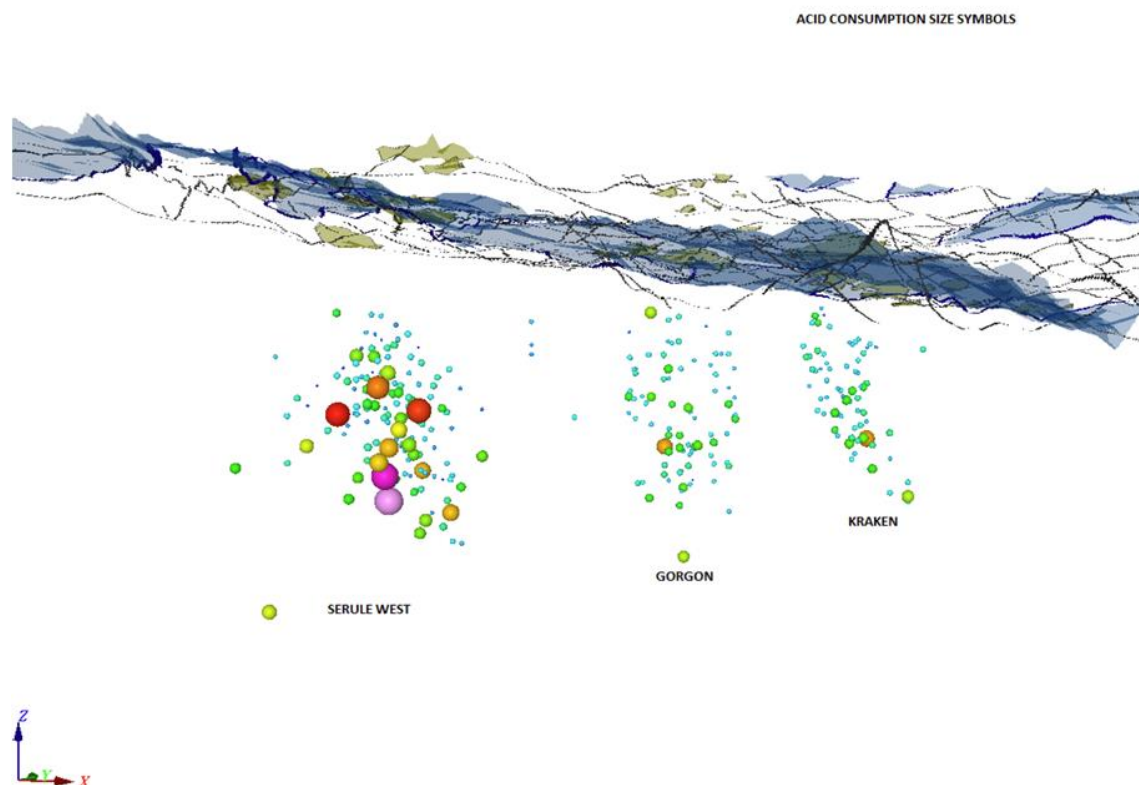 ACID CONSUMPTION SIZE SYMBOLS
KRAKEN
GORGON
SERULE WEST
Z
Y
X